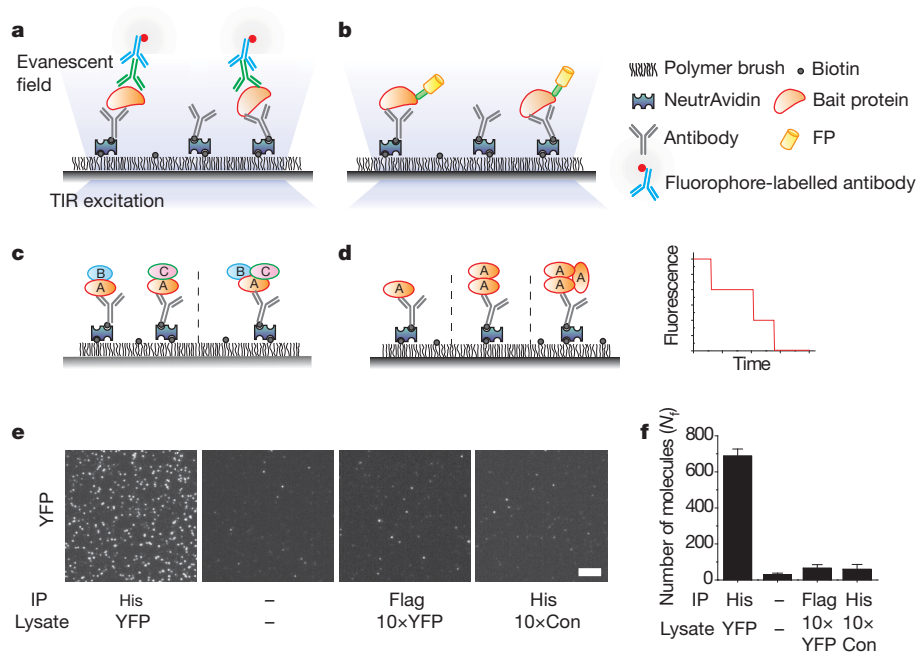 a
Evanescent
field
TIR excitation
b
Polymer brush
Biotin
NeutrAvidin
Bait protein
Antibody
FP
Fluorophore-labelled antibody
c
B
A
C
A
B
C
A
d
A
A
A
A
A
A
Fluorescence
Time
e
YFP
IP His – Flag His
Lysate YFP – 10×YFP 10×Con
f
Number of molecules (Nf)
800
600
400
200
0
IP His – Flag His
Lysate YFP – 10× 10×
YFP Con